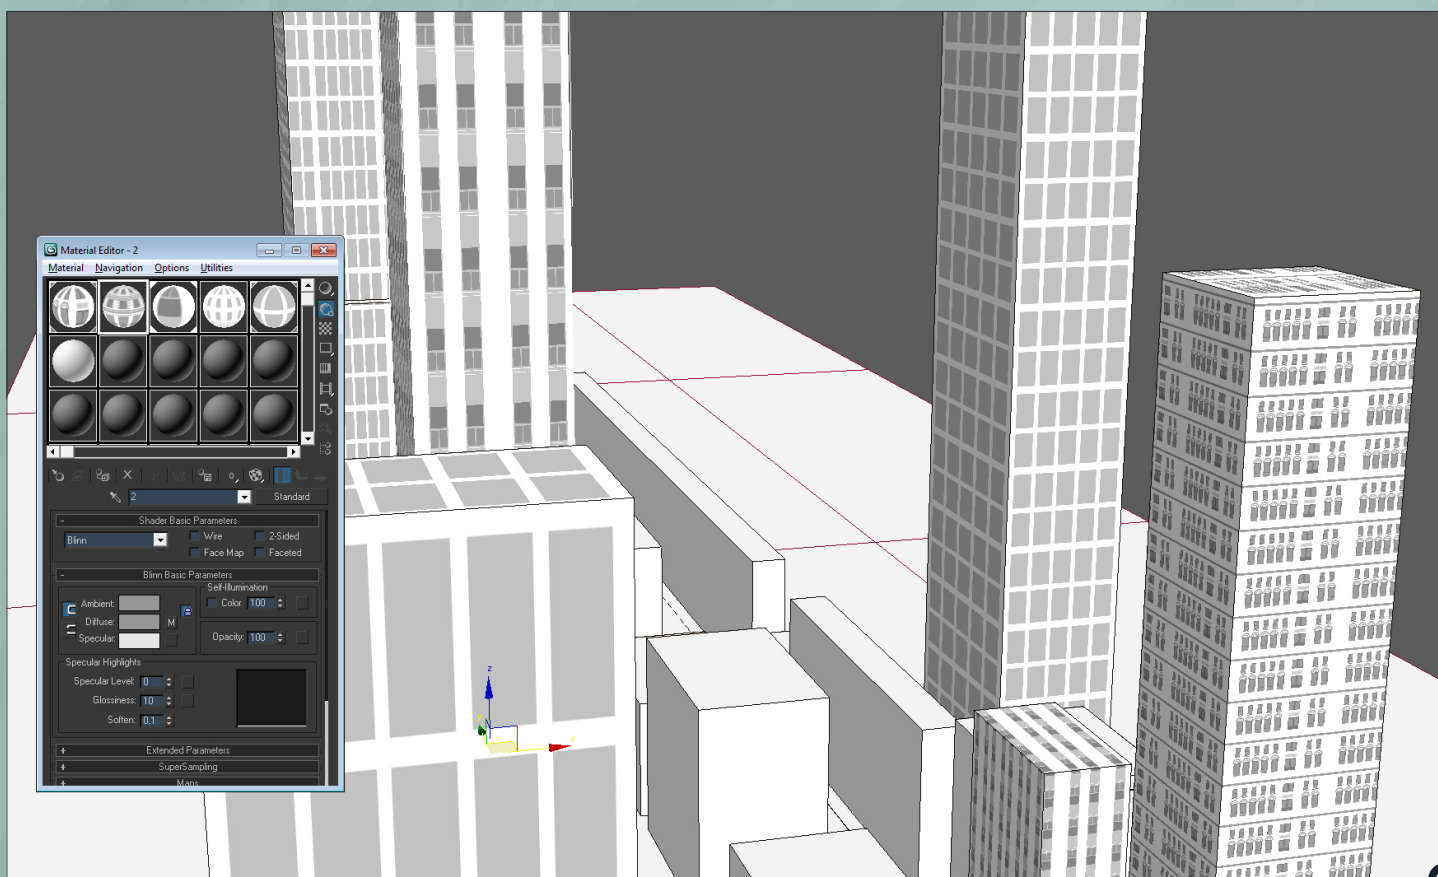 Material Editor - 2
Material Navigation Options Utilities
2 Standard
- Shader Basic Parameters
Blinn Wire 2-Sided
Face Map Faceted
- Blinn Basic Parameters
Self-Illumination
Ambient: Color 100
Diffuse: M
Specular: Opacity: 100
Specular Highlights
Specular Level: 0
Glossiness: 10
Soften: 0,1
+ Extended Parameters
+ SuperSampling
+ Maps
z
x